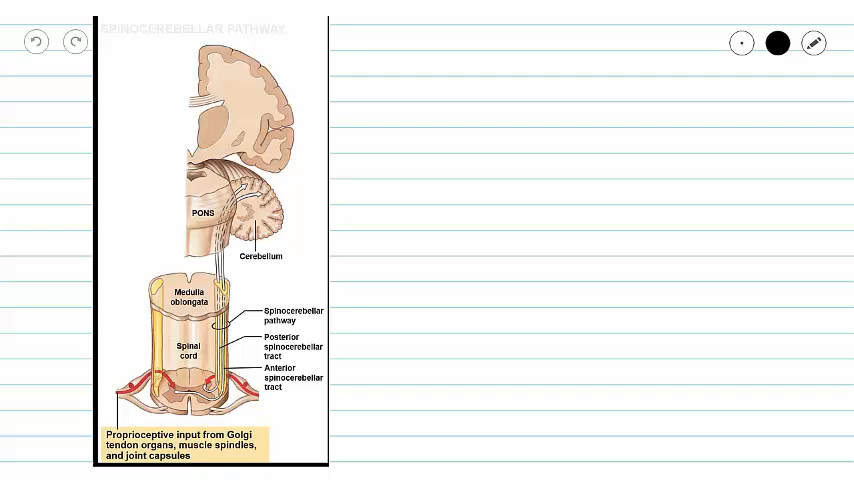 SPINOCEREBELLAR PATHWAY
PONS
Cerebellum
Medulla
oblongata
Spinocerebellar
pathway
Spinal
cord
Posterior
spinocerebellar
tract
Anterior
spinocerebellar
tract
Proprioceptive input from Golgi
tendon organs, muscle spindles,
and joint capsules